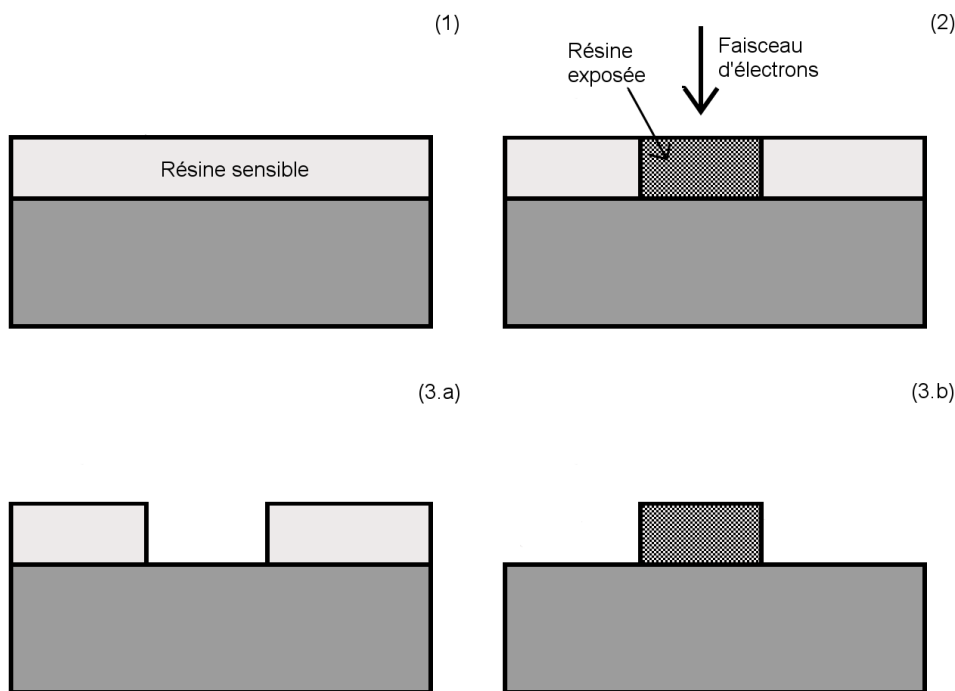 (1)
Résine sensible
(2)
Résine
exposée
Faisceau
d'électrons
(3.a)
(3.b)